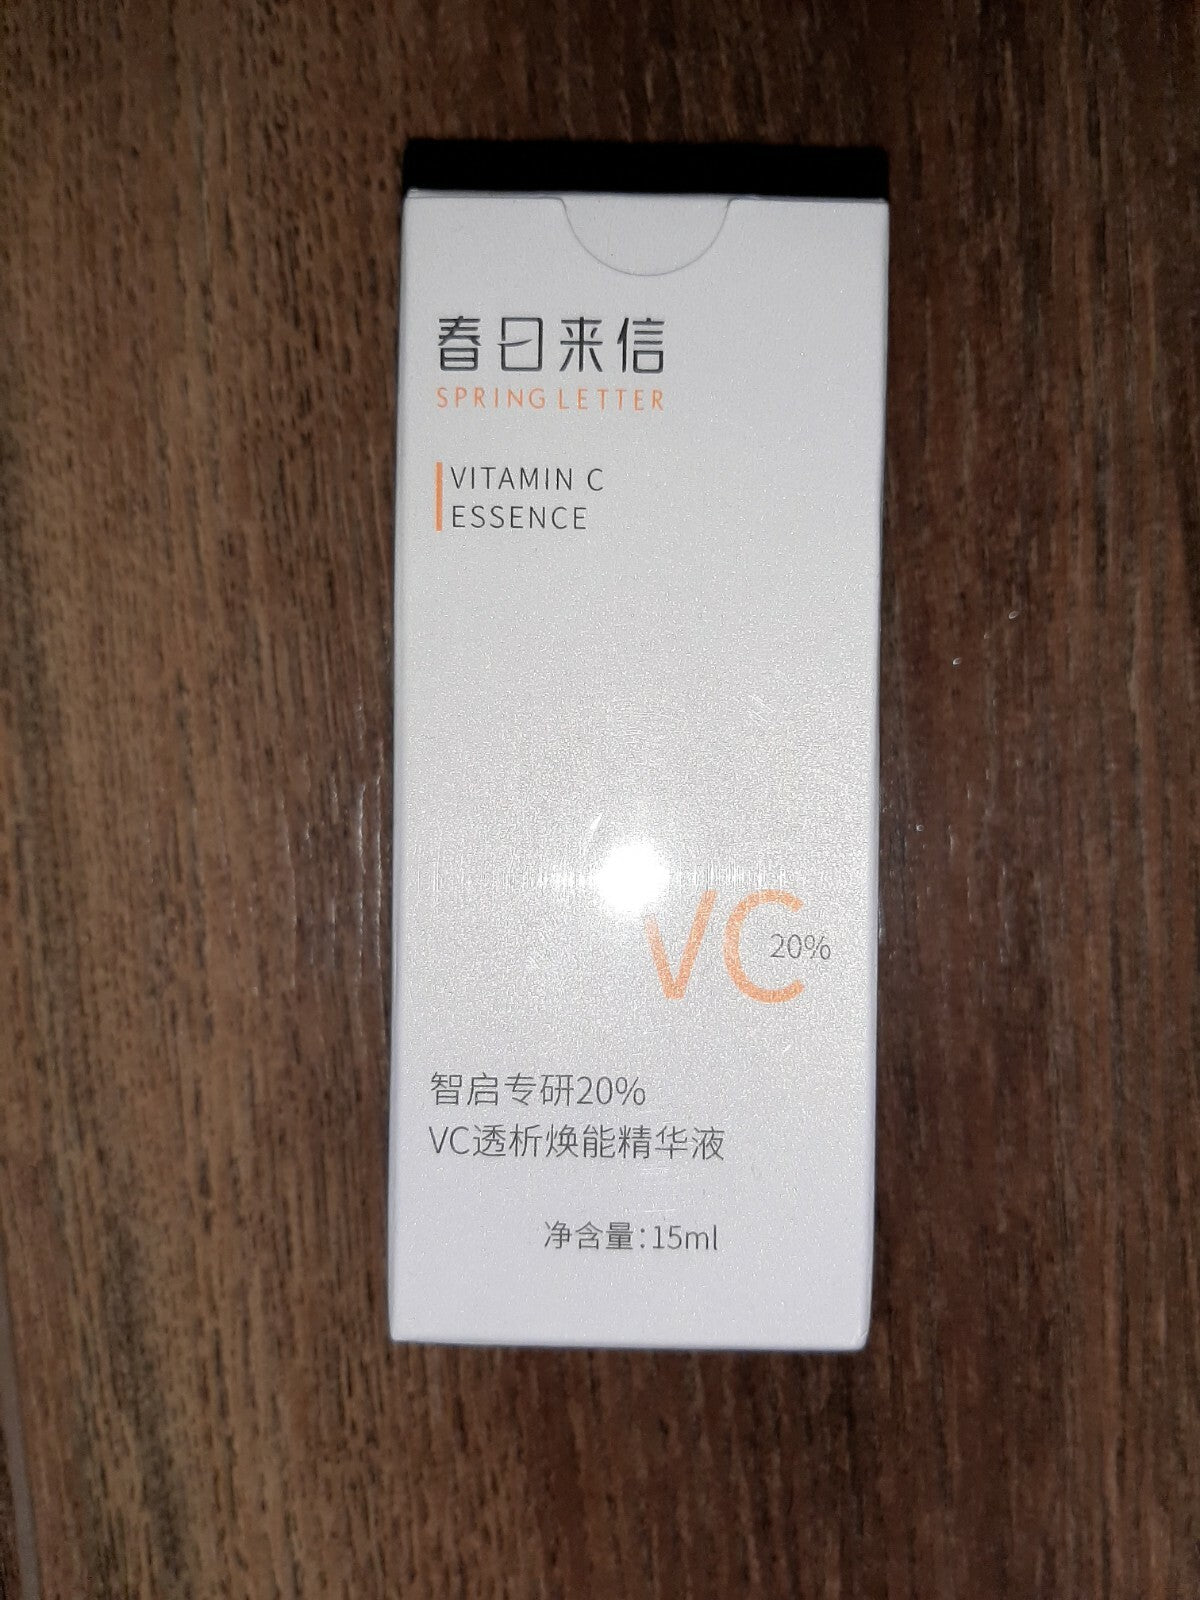 春日来信
SPRING LETTER
VITAMIN C
ESSENCE
VC
20%
智启专研20%
VC透析焕能精华液
净含量:15ml